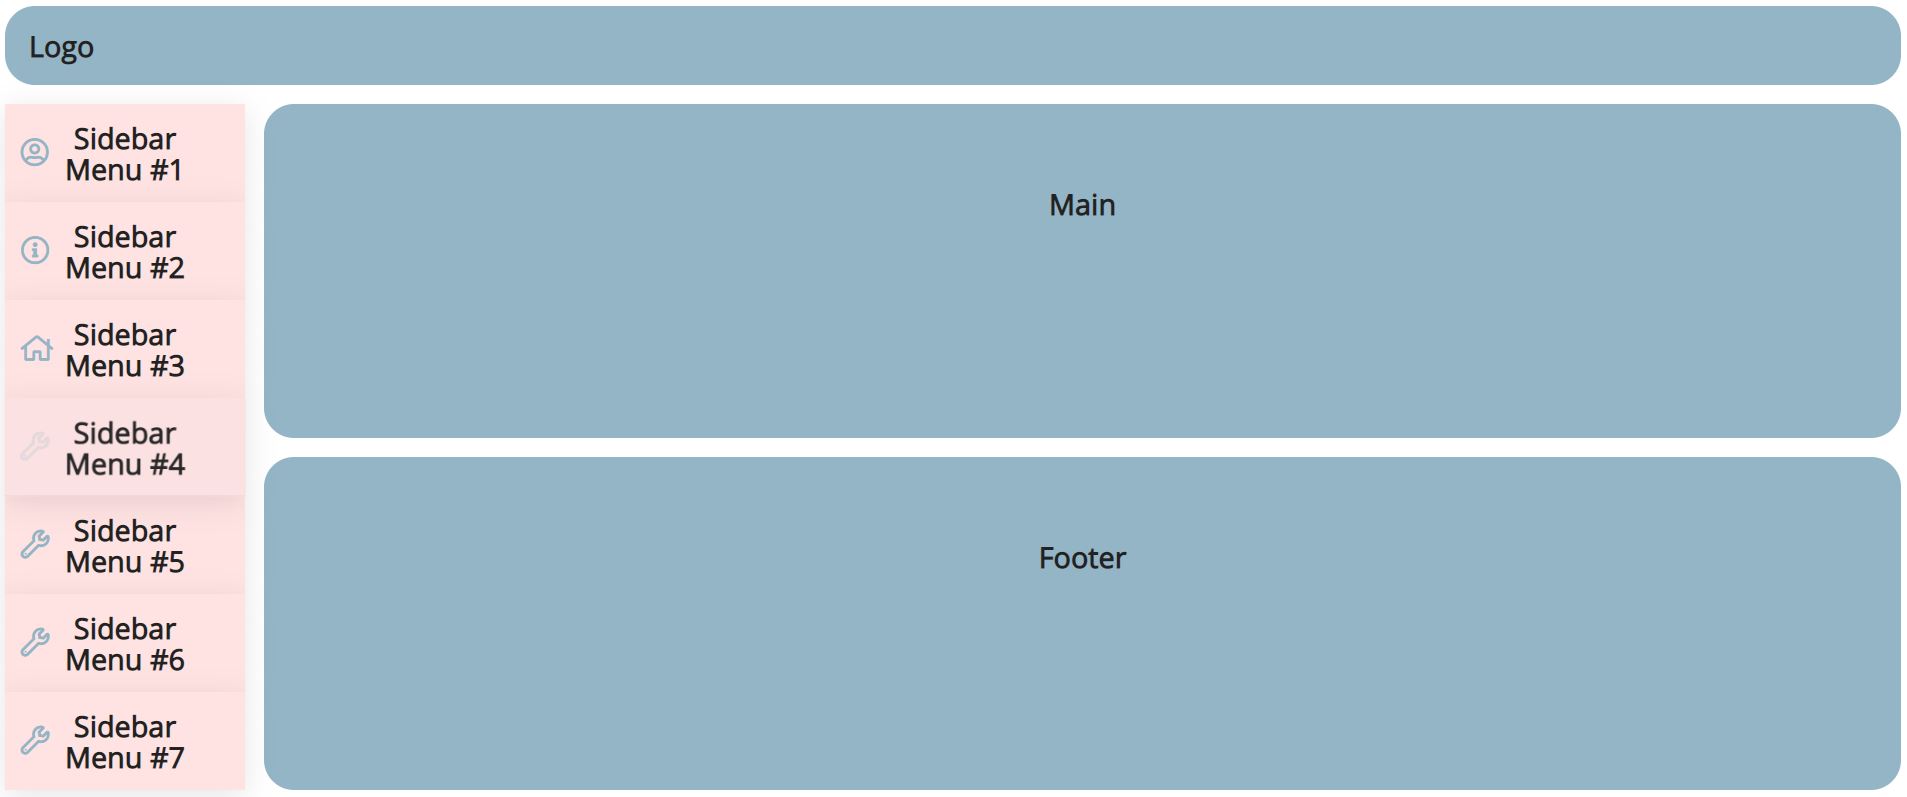 Logo
Sidebar
Menu #1
Sidebar
Menu #2
Sidebar
Menu #3
Sidebar
Menu #4
Sidebar
Menu #5
Sidebar
Menu #6
Sidebar
Menu #7
Main
Footer